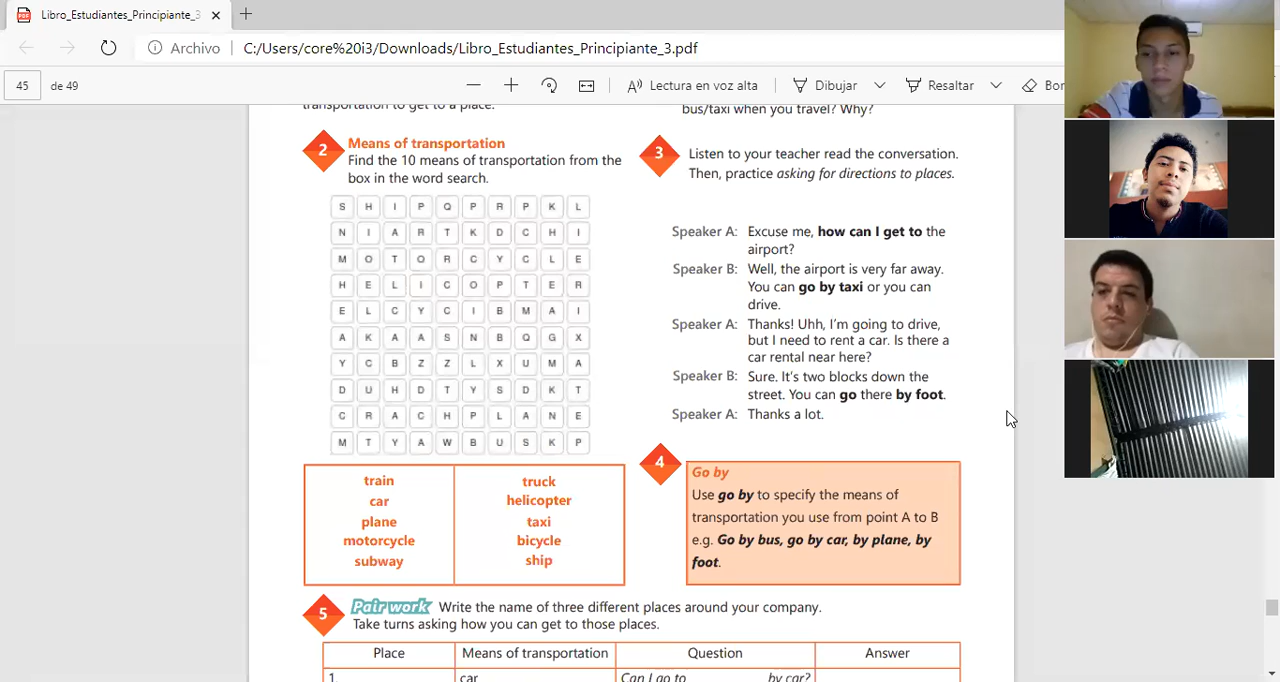 Libro_Estudiantes_Principiante_3
Archivo
C:/Users/core%20i3/Downloads/Libro_Estudiantes_Principiante_3.pdf
45 de 49
Lectura en voz alta
Dibujar
Resaltar
Bor
transportation to get to a place.
2
Means of transportation
Find the 10 means of transportation from the
box in the word search.
S H I P Q P R P K L
N I A R T K D C H I
M O T O R C Y C L E
H E L I C O P T E R
E L C Y C I B M A I
A K A A S N B Q G X
Y C B Z Z L X U M A
D U H D T Y S D K T
C R A C H P L A N E
M T Y A W B U S K P
train
car
plane
motorcycle
subway
truck
helicopter
taxi
bicycle
ship
bus/taxi when you travel? Why?
3
Listen to your teacher read the conversation.
Then, practice asking for directions to places.
Speaker A: Excuse me, how can I get to the
airport?
Speaker B: Well, the airport is very far away.
You can go by taxi or you can
drive.
Speaker A: Thanks! Uhh, I'm going to drive,
but I need to rent a car. Is there a
car rental near here?
Speaker B: Sure. It's two blocks down the
street. You can go there by foot.
Speaker A: Thanks a lot.
4
Go by
Use go by to specify the means of
transportation you use from point A to B
e.g. Go by bus, go by car, by plane, by
foot.
5
Pair work Write the name of three different places around your company.
Take turns asking how you can get to those places.
Place Means of transportation Question Answer
1. car Can I go to ________ by car?